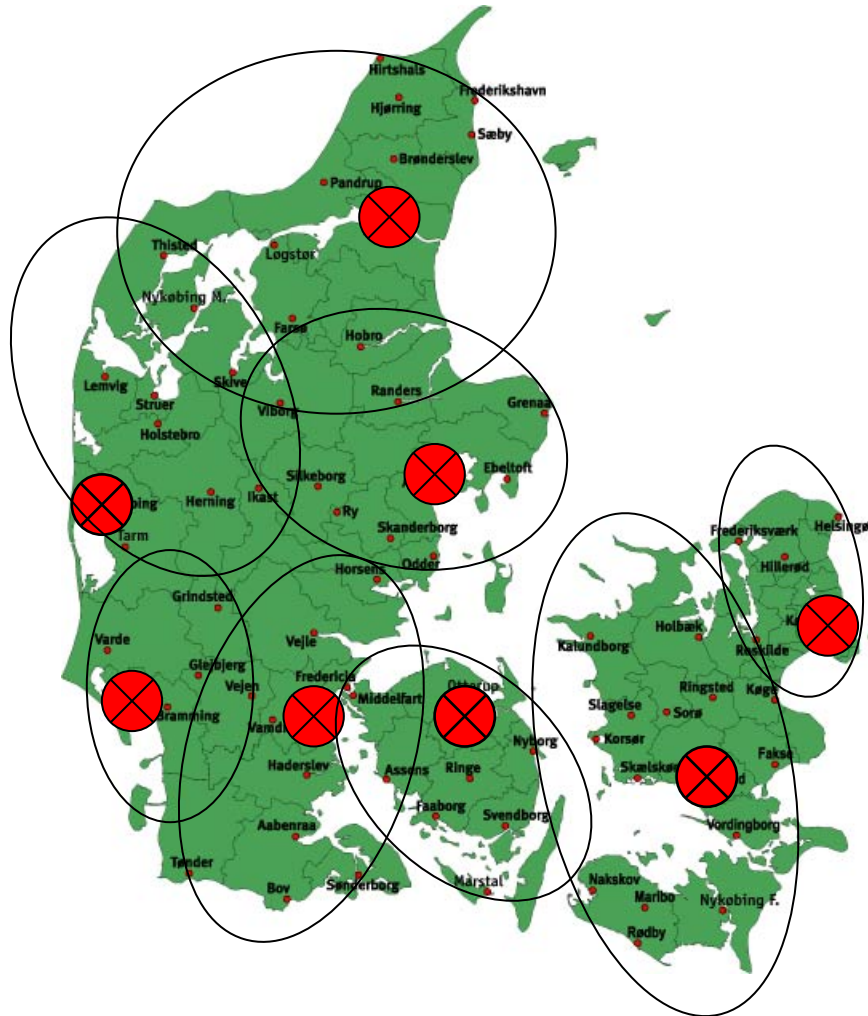 Hirtshals
Frederikshavn
Hjørring
Sæby
Brønderslev
Pandrup
Thisted
Løgstør
Nykøbing M.
Farsø
Hobro
Lemvig
Skive
Struer
Viborg
Randers
Grenaa
Holstebro
Silkeborg
Ebeltoft
Herning
Ikast
Ry
Tarm
Skanderborg
Odder
Horsens
Frederiksværk
Hillerød
Grindsted
Varde
Vejle
Holbæk
Kalundborg
Roskilde
Glejbjerg
Fredericia
Vejen
Middelfart
Otterup
Ringsted
Køge
Bramming
Slagelse
Sorø
Nyborg
Korsør
Haderslev
Assens
Ringe
Fakse
Faaborg
Svendborg
Vordingborg
Aabenraa
Tønder
Sønderborg
Bov
Marstal
Nakskov
Maribo
Nykøbing F.
Rødby